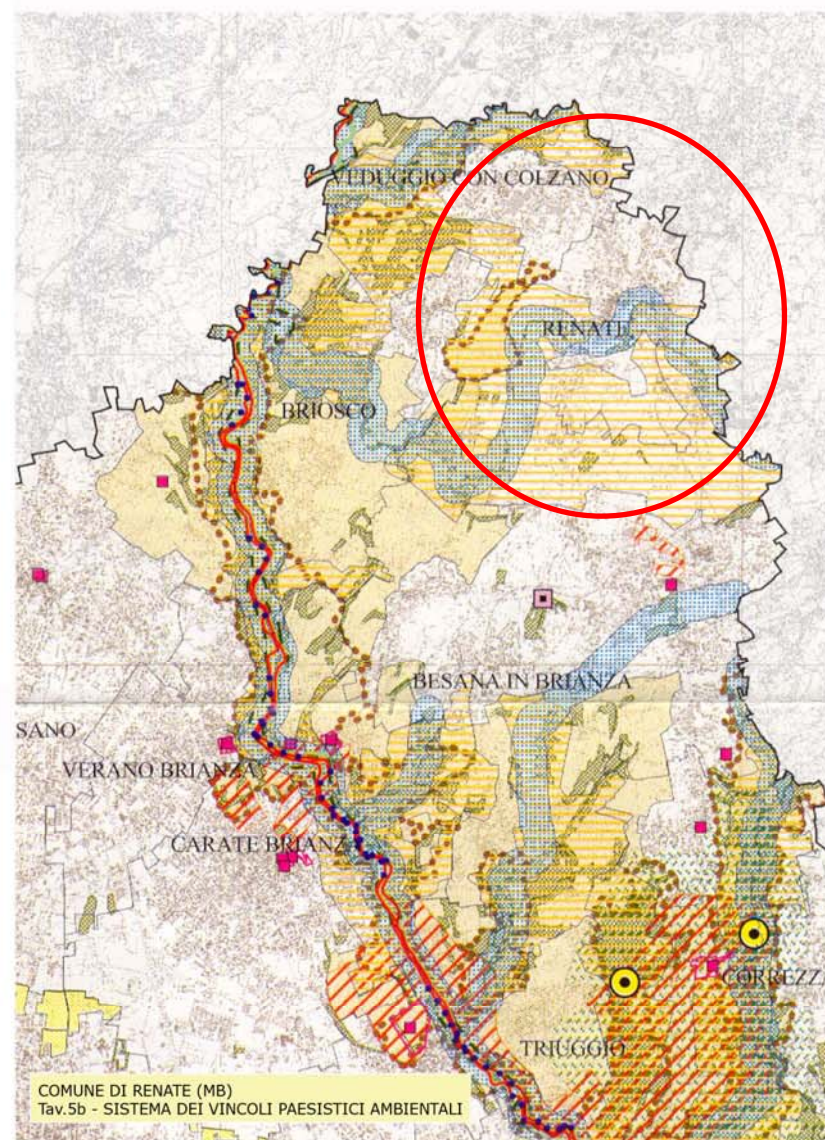 VEDUGGIO CON COLZANO
RENATE
BRIOSCO
BESANA IN BRIANZA
SANO
VERANO BRIANZA
CARATE BRIANZA
CORREZZ
TRIUGGIO
COMUNE DI RENATE (MB)
Tav.5b - SISTEMA DEI VINCOLI PAESISTICI AMBIENTALI